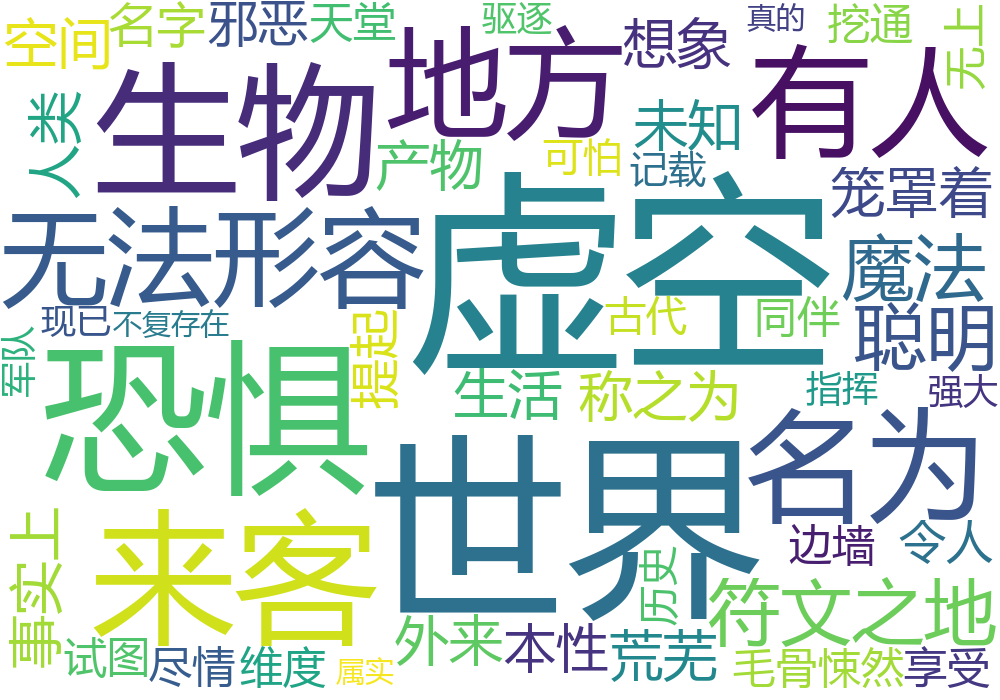 空间
名字
邪恶
天堂
驱逐
真的
挖通
无上
人类
生物
地方
想象
有人
产物
可怕
未知
记载
笼罩着
无法形容
虚空
魔法
现已
不复存在
提起
古代
同伴
聪明
军队
恐惧
生活
称之为
指挥
强大
世界
名为
事实上
来客
边墙
令人
历史
符文之地
试图
尽情
维度
属实
外来
本性
荒芜
毛骨悚然
享受